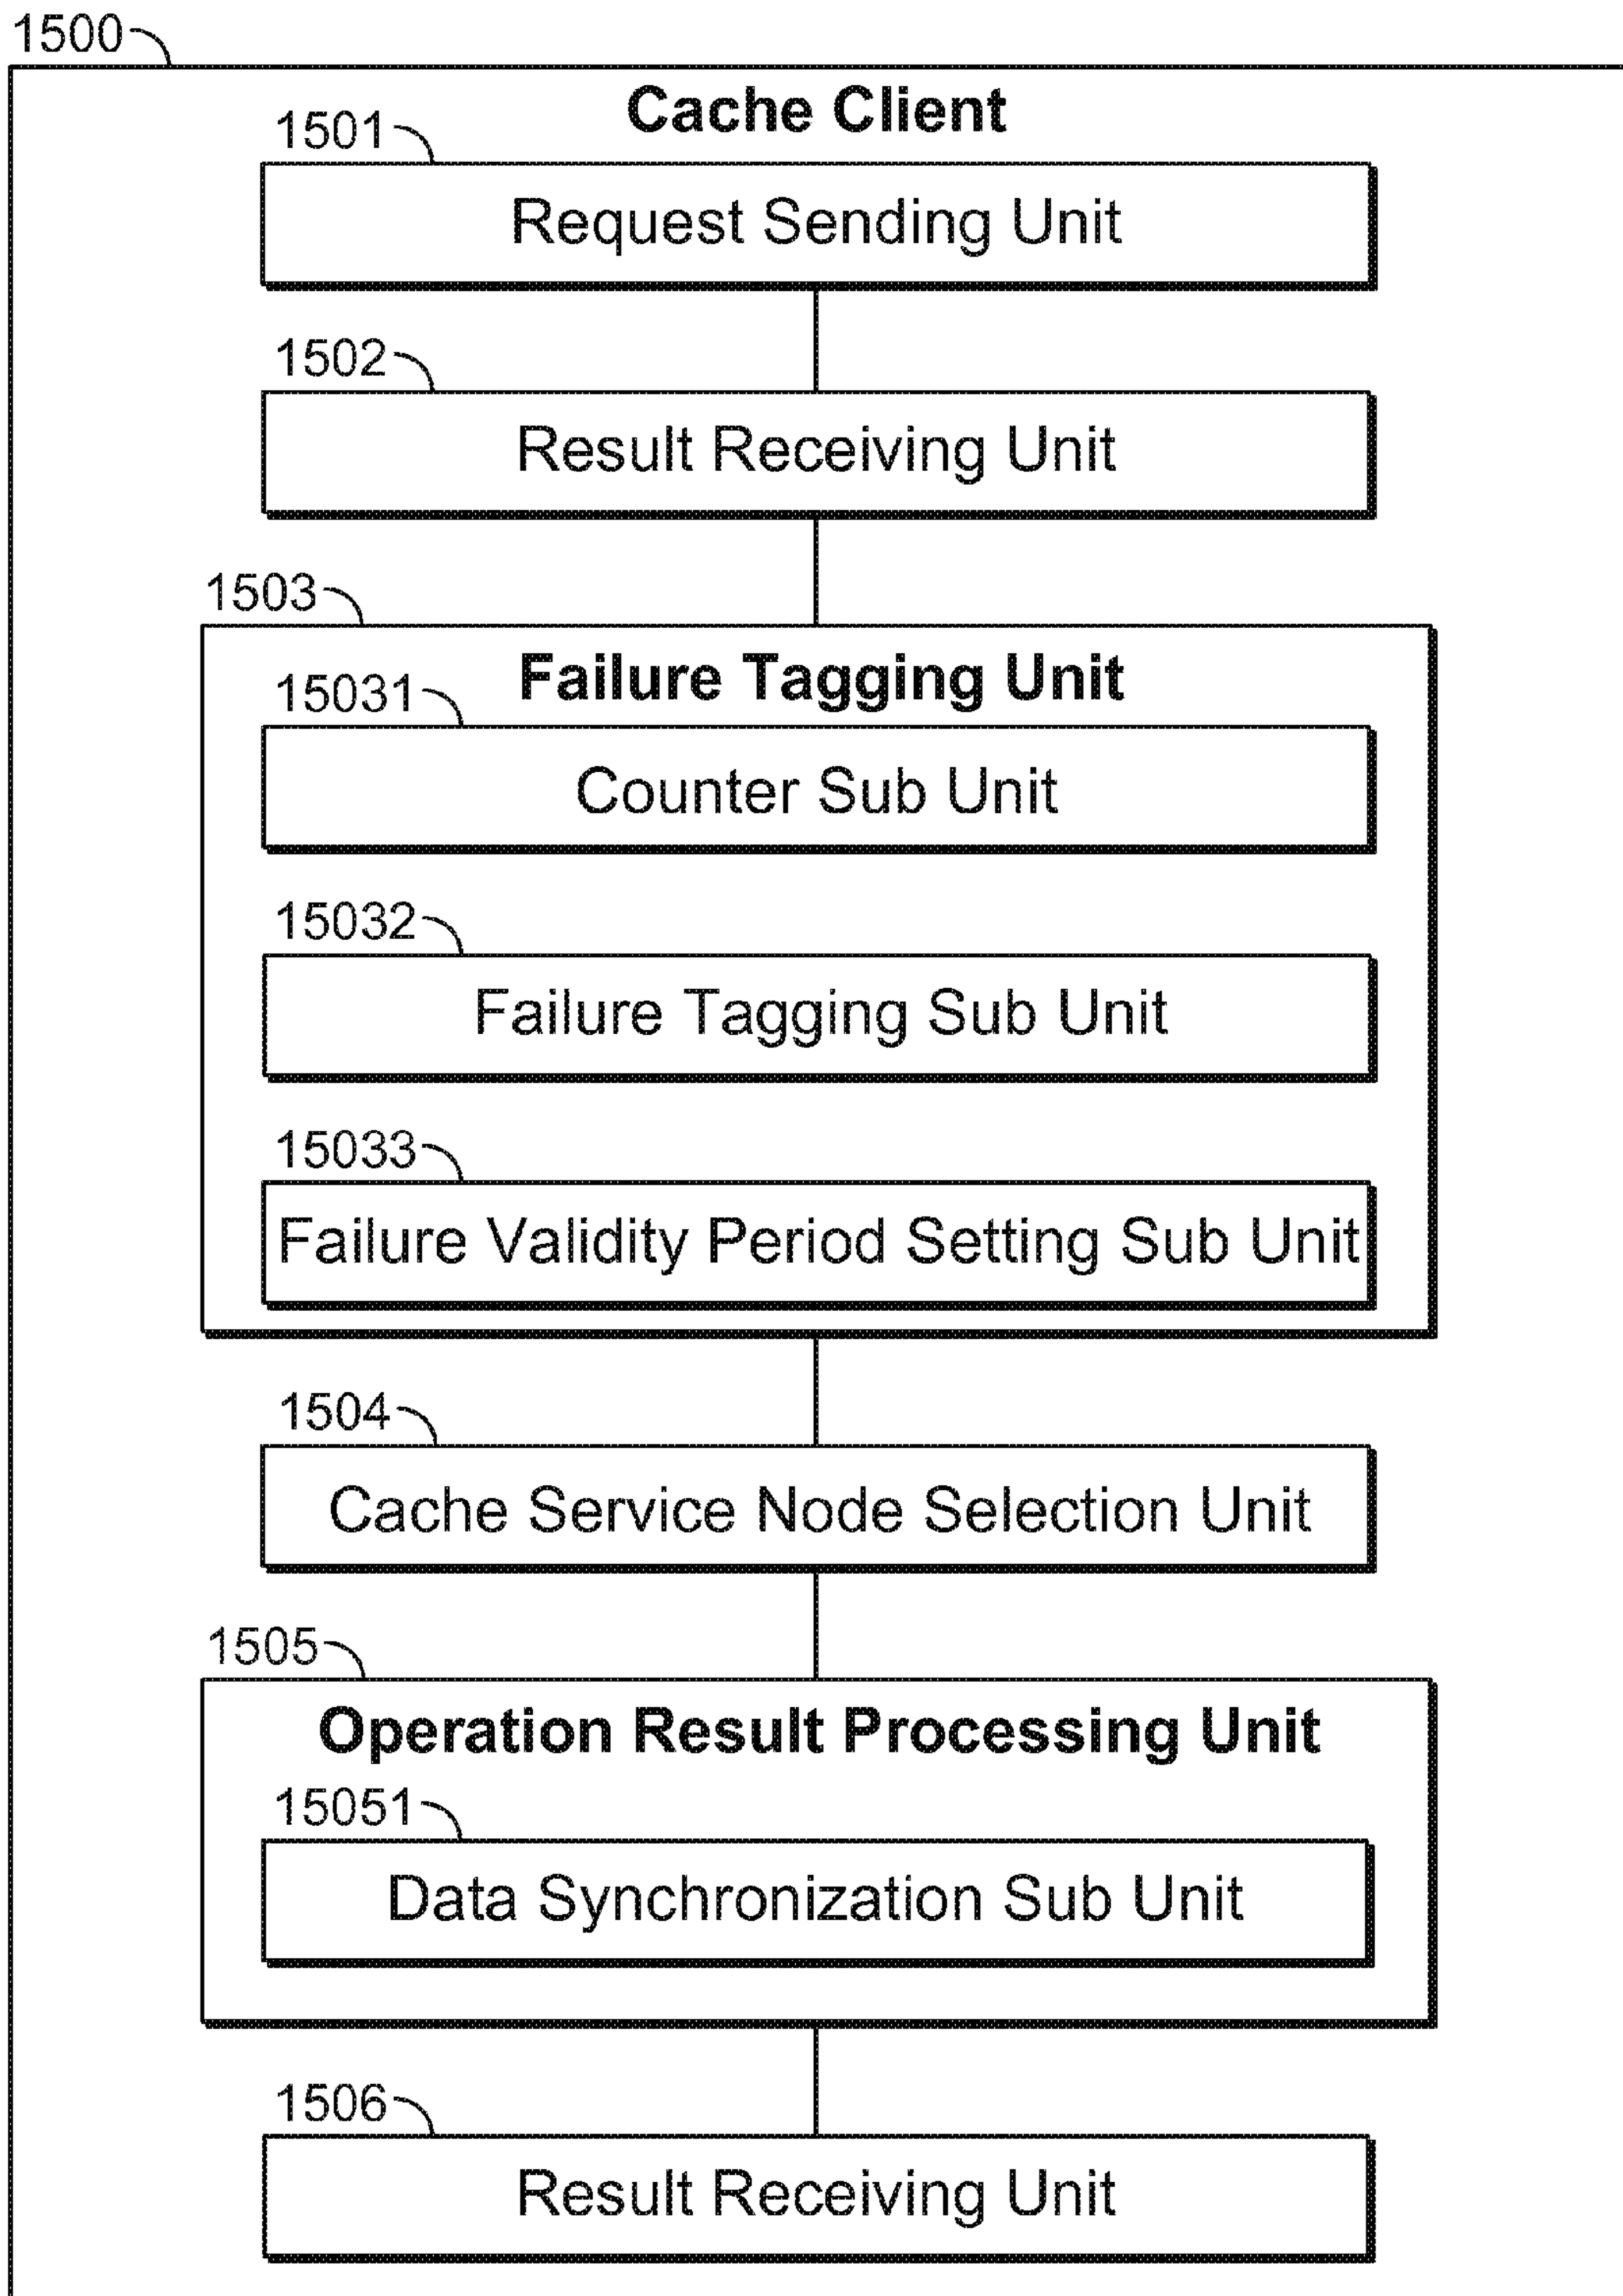 1500
Cache Client
1501
Request Sending Unit
1502
Result Receiving Unit
1503
Failure Tagging Unit
15031
Counter Sub Unit
15032
Failure Tagging Sub Unit
15033
Failure Validity Period Setting Sub Unit
1504
Cache Service Node Selection Unit
1505
Operation Result Processing Unit
15051
Data Synchronization Sub Unit
1506
Result Receiving Unit